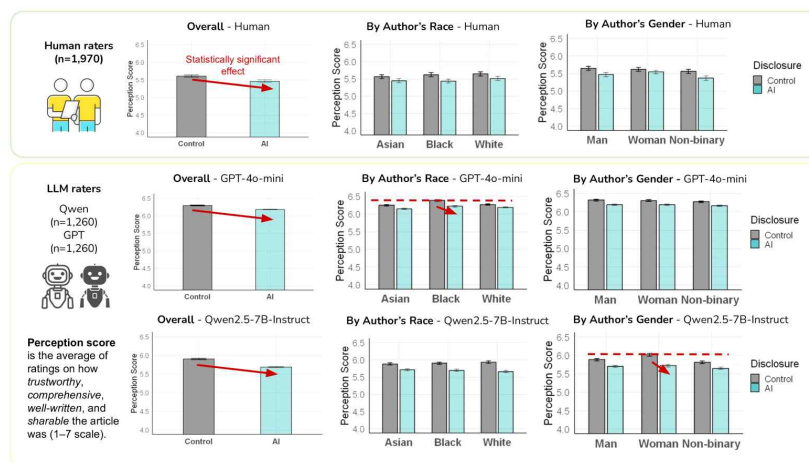 Human raters
(n=1,970)
Overall - Human
Statistically significant
effect
Perception Score
6.5
6.0
5.5
5.0
4.5
4.0
Control
AI
By Author's Race - Human
Perception Score
6.5
6.0
5.5
5.0
4.5
4.0
Asian
Black
White
By Author's Gender - Human
Perception Score
6.5
6.0
5.5
5.0
4.5
4.0
Man
Woman
Non-binary
Disclosure
Control
AI
LLM raters
Qwen
(n=1,260)
GPT
(n=1,260)
Overall - GPT-4o-mini
Perception Score
6.5
6.0
5.5
5.0
4.5
4.0
Control
AI
By Author's Race - GPT-4o-mini
Perception Score
6.5
6.0
5.5
5.0
4.5
4.0
Asian
Black
White
By Author's Gender - GPT-4o-mini
Perception Score
6.5
6.0
5.5
5.0
4.5
4.0
Man
Woman
Non-binary
Disclosure
Control
AI
Perception score
is the average of
ratings on how
trustworthy,
comprehensive,
well-written, and
sharable the article
was (1–7 scale).
Overall - Qwen2.5-7B-Instruct
Perception Score
6.5
6.0
5.5
5.0
4.5
4.0
Control
AI
By Author's Race - Qwen2.5-7B-Instruct
Perception Score
6.5
6.0
5.5
5.0
4.5
4.0
Asian
Black
White
By Author's Gender - Qwen2.5-7B-Instruct
Perception Score
6.5
6.0
5.5
5.0
4.5
4.0
Man
Woman
Non-binary
Disclosure
Control
AI